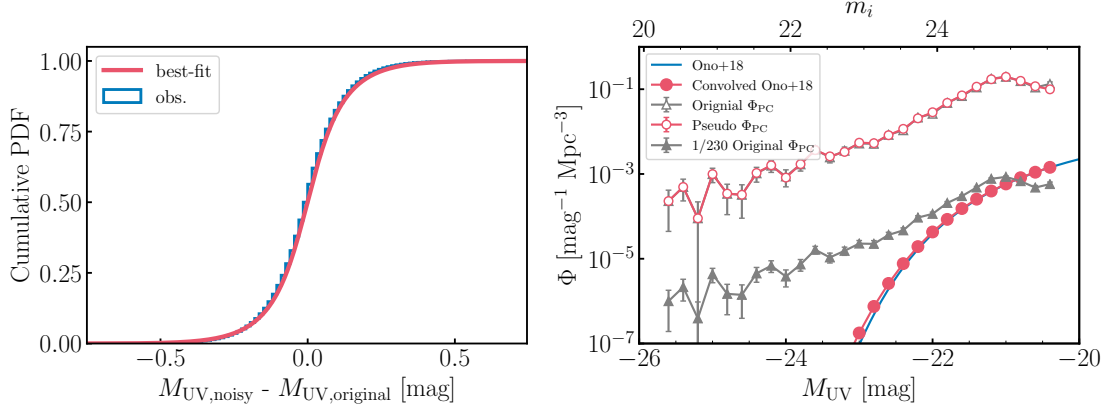 Cumulative PDF
1.00
0.75
0.50
0.25
0.00
best-fit
obs.
−0.5
0.0
0.5
M_UV,noisy - M_UV,original [mag]
m_i
20
22
24
Φ [mag⁻¹ Mpc⁻³]
10⁻¹
10⁻³
10⁻⁵
10⁻⁷
Ono+18
Convolved Ono+18
Orignial Φ_PC
Pseudo Φ_PC
1/230 Original Φ_PC
−26
−24
−22
−20
M_UV [mag]